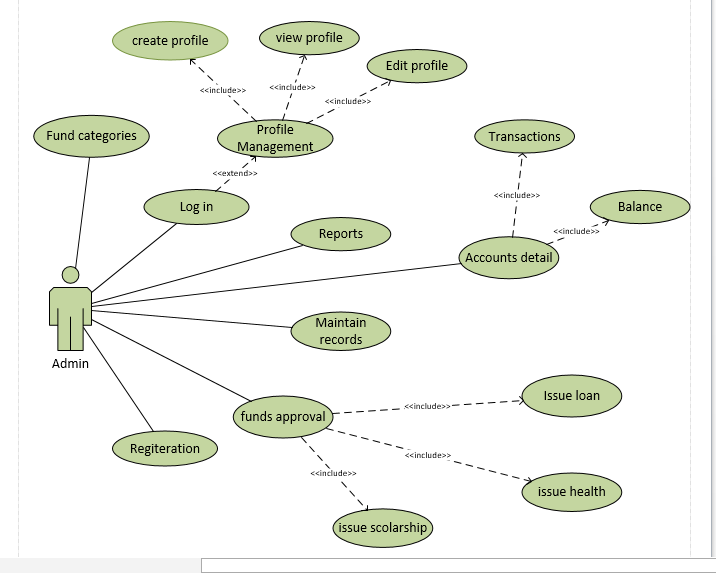 create profile
view profile
Edit profile
<<include>>
<<include>>
<<include>>
Fund categories
Profile
Management
Transactions
<<extend>>
<<include>>
Log in
Balance
Reports
<<include>>
Accounts detail
Maintain
records
Admin
Issue loan
<<include>>
funds approval
Regiteration
<<include>>
<<include>>
issue health
issue scolarship